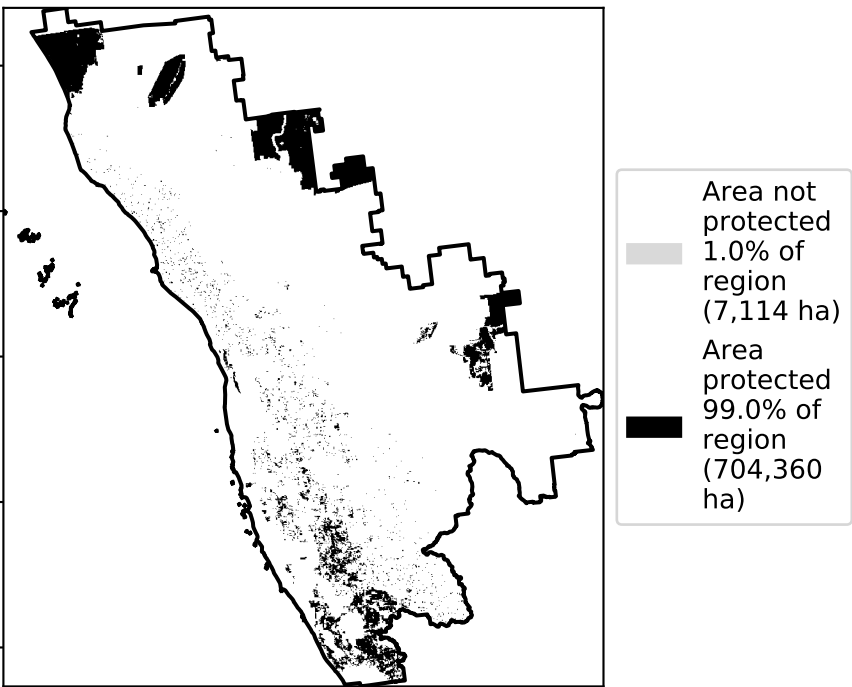 Area not
protected
1.0% of
region
(7,114 ha)
Area
protected
99.0% of
region
(704,360
ha)